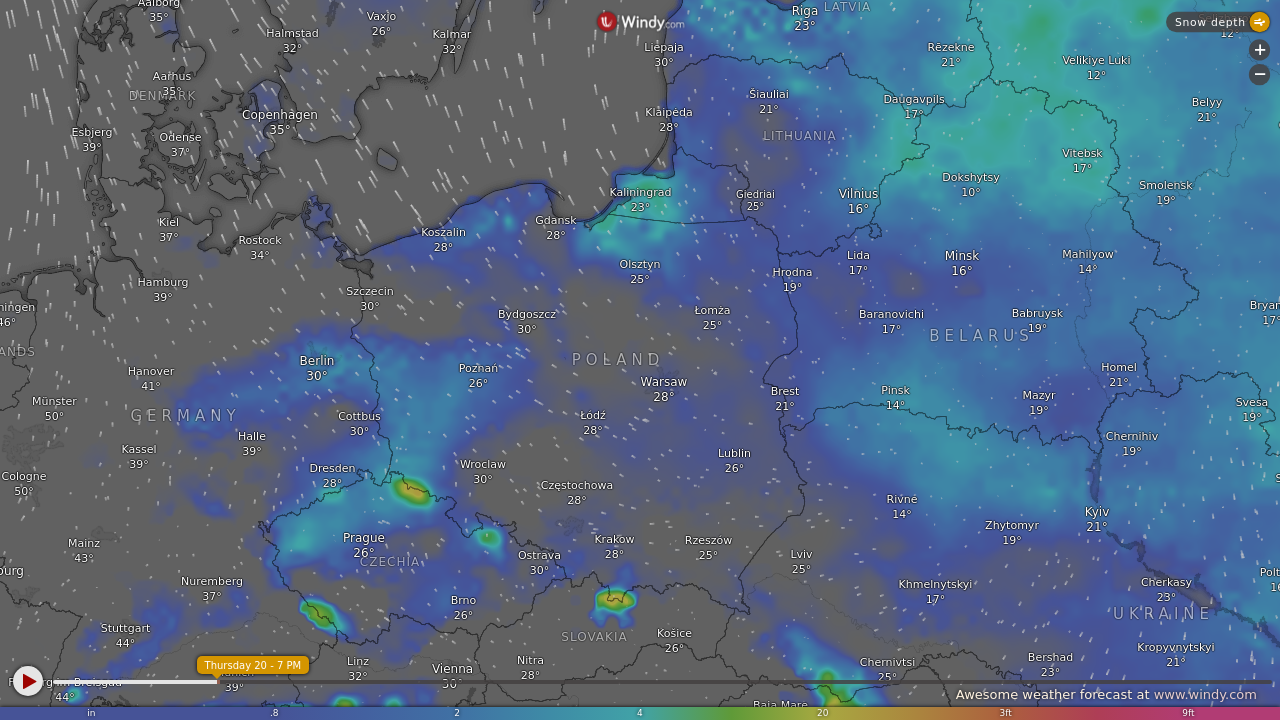 Aalborg
35°
Vaxjo
26°
Riga
23°
LATVIA
Windy.com
Snow depth
12°
Halmstad
32°
Kalmar
32°
Liepaja
30°
Rēzekne
21°
Velikiye Luki
12°
Aarhus
35°
DENMARK
Šiauliai
21°
Daugavpils
17°
Belyy
21°
Copenhagen
35°
Klaipėda
28°
LITHUANIA
Esbjerg
39°
Odense
37°
Vitebsk
17°
Dokshytsy
10°
Smolensk
19°
Kaliningrad
23°
Giedriai
25°
Vilnius
16°
Kiel
37°
Rostock
34°
Koszalin
28°
Gdansk
28°
Olsztyn
25°
Lida
17°
Minsk
16°
Mahilyow
14°
Hrodna
19°
Hamburg
39°
Szczecin
30°
ningen
46°
Bydgoszcz
30°
Łomża
25°
Baranovichi
17°
Babruysk
19°
Bryan
17°
BELARUS
ANDS
Berlin
30°
POLAND
Hanover
41°
Poznań
26°
Warsaw
28°
Brest
21°
Pinsk
14°
Homel
21°
Mazyr
19°
Münster
50°
GERMANY
Cottbus
30°
Łódź
28°
Svesa
19°
Halle
39°
Chernihiv
19°
Kassel
39°
Lublin
26°
Cologne
50°
Dresden
28°
Wroclaw
30°
Częstochowa
28°
Rivne
14°
Kyiv
21°
Zhytomyr
19°
Mainz
43°
Prague
26°
CZECHIA
Ostrava
30°
Krakow
28°
Rzeszów
25°
Lviv
25°
ourg
Nuremberg
37°
Khmelnytskyi
17°
Cherkasy
23°
Polt
Brno
26°
UKRAINE
Stuttgart
44°
SLOVAKIA
Košice
26°
Kropyvnytskyi
21°
Thursday 20 - 7 PM
Linz
32°
Vienna
30°
Nitra
28°
Chernivtsi
25°
Bershad
23°
39°
44°
Baia Mare
Awesome weather forecast at www.windy.com
in .8 2 4 20 3ft 9ft